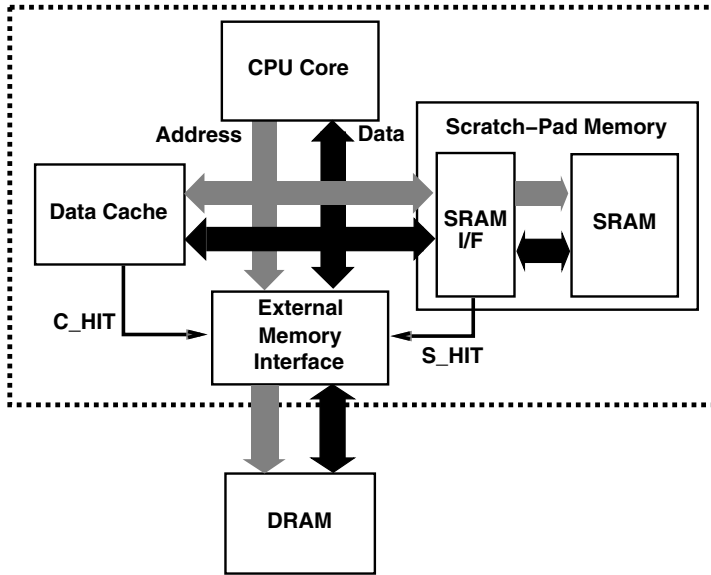 CPU Core
Address
Data
Scratch–Pad Memory
Data Cache
SRAM
I/F
SRAM
C_HIT
External
Memory
Interface
S_HIT
DRAM